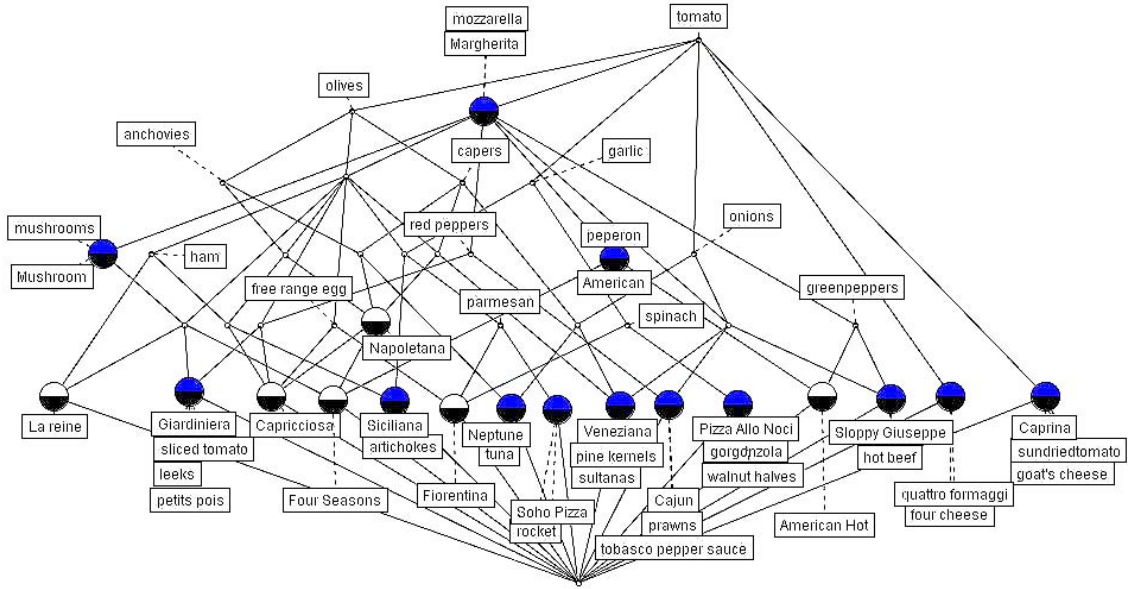 mozzarella
Margherita
tomato
olives
anchovies
capers
garlic
mushrooms
Mushroom
ham
red peppers
peperon
American
onions
free range egg
parmesan
spinach
greenpeppers
Napoletana
La reine
Giardiniera
sliced tomato
leeks
petits pois
Capricciosa
Four Seasons
Siciliana
artichokes
Fiorentina
Neptune
tuna
Soho Pizza
rocket
Veneziana
pine kernels
sultanas
Cajun
prawns
tobasco pepper sauce
Pizza Allo Noci
gorgonzola
walnut halves
American Hot
Sloppy Giuseppe
hot beef
quattro formaggi
four cheese
Caprina
sundriedtomato
goat's cheese